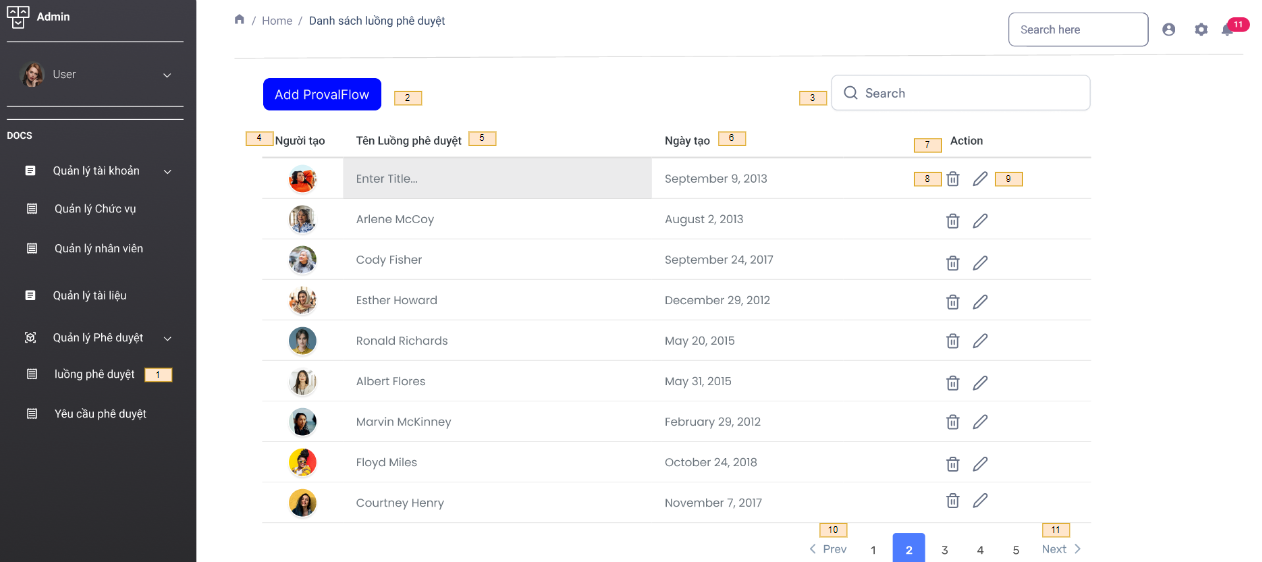 Admin
/ Home / Danh sách luồng phê duyệt
Search here
11
User
Add ProvalFlow
2
3
Search
DOCS
4
Người tạo
Tên Luồng phê duyệt
5
Ngày tạo
6
7
Action
Quản lý tài khoản
Enter Title...
September 9, 2013
8
9
Quản lý Chức vụ
Arlene McCoy
August 2, 2013
Quản lý nhân viên
Cody Fisher
September 24, 2017
Quản lý tài liệu
Esther Howard
December 29, 2012
Quản lý Phê duyệt
Ronald Richards
May 20, 2015
luồng phê duyệt
1
Albert Flores
May 31, 2015
Yêu cầu phê duyệt
Marvin McKinney
February 29, 2012
Floyd Miles
October 24, 2018
Courtney Henry
November 7, 2017
10
11
Prev
1
2
3
4
5
Next